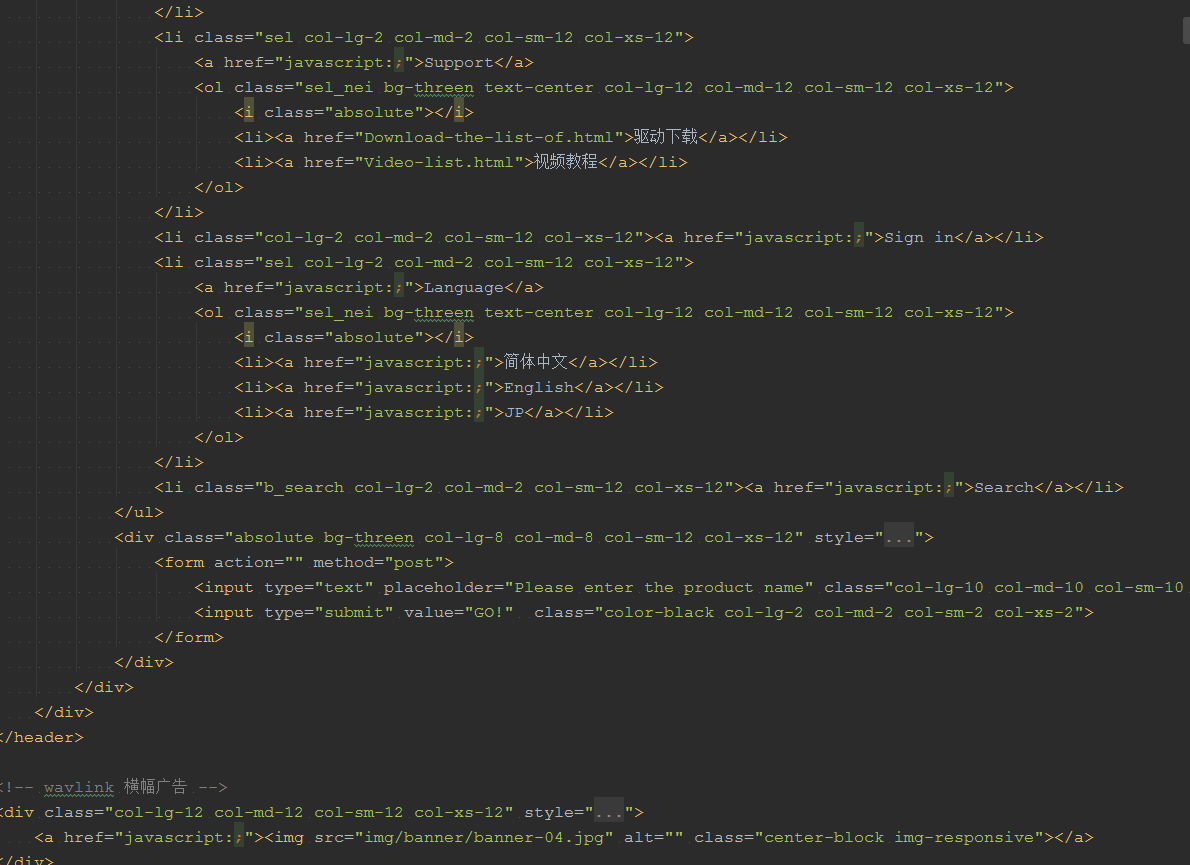 </li>
<li class="sel col-lg-2 col-md-2 col-sm-12 col-xs-12">
<a href="javascript:;">Support</a>
<ol class="sel_nei bg-threen text-center col-lg-12 col-md-12 col-sm-12 col-xs-12">
<i class="absolute"></i>
<li><a href="Download-the-list-of.html">驱动下载</a></li>
<li><a href="Video-list.html">视频教程</a></li>
</ol>
</li>
<li class="col-lg-2 col-md-2 col-sm-12 col-xs-12"><a href="javascript:;">Sign in</a></li>
<li class="sel col-lg-2 col-md-2 col-sm-12 col-xs-12">
<a href="javascript:;">Language</a>
<ol class="sel_nei bg-threen text-center col-lg-12 col-md-12 col-sm-12 col-xs-12">
<i class="absolute"></i>
<li><a href="javascript:;">简体中文</a></li>
<li><a href="javascript:;">English</a></li>
<li><a href="javascript:;">JP</a></li>
</ol>
</li>
<li class="b_search col-lg-2 col-md-2 col-sm-12 col-xs-12"><a href="javascript:;">Search</a></li>
</ul>
<div class="absolute bg-threen col-lg-8 col-md-8 col-sm-12 col-xs-12" style="...">
<form action="" method="post">
<input type="text" placeholder="Please enter the product name" class="col-lg-10 col-md-10 col-sm-10
<input type="submit" value="GO!"  class="color-black col-lg-2 col-md-2 col-sm-2 col-xs-2">
</form>
</div>
</div>
</div>
</header>
<!-- wavlink 横幅广告 -->
<div class="col-lg-12 col-md-12 col-sm-12 col-xs-12" style="...">
<a href="javascript:;"><img src="img/banner/banner-04.jpg" alt="" class="center-block img-responsive"></a>
</div>